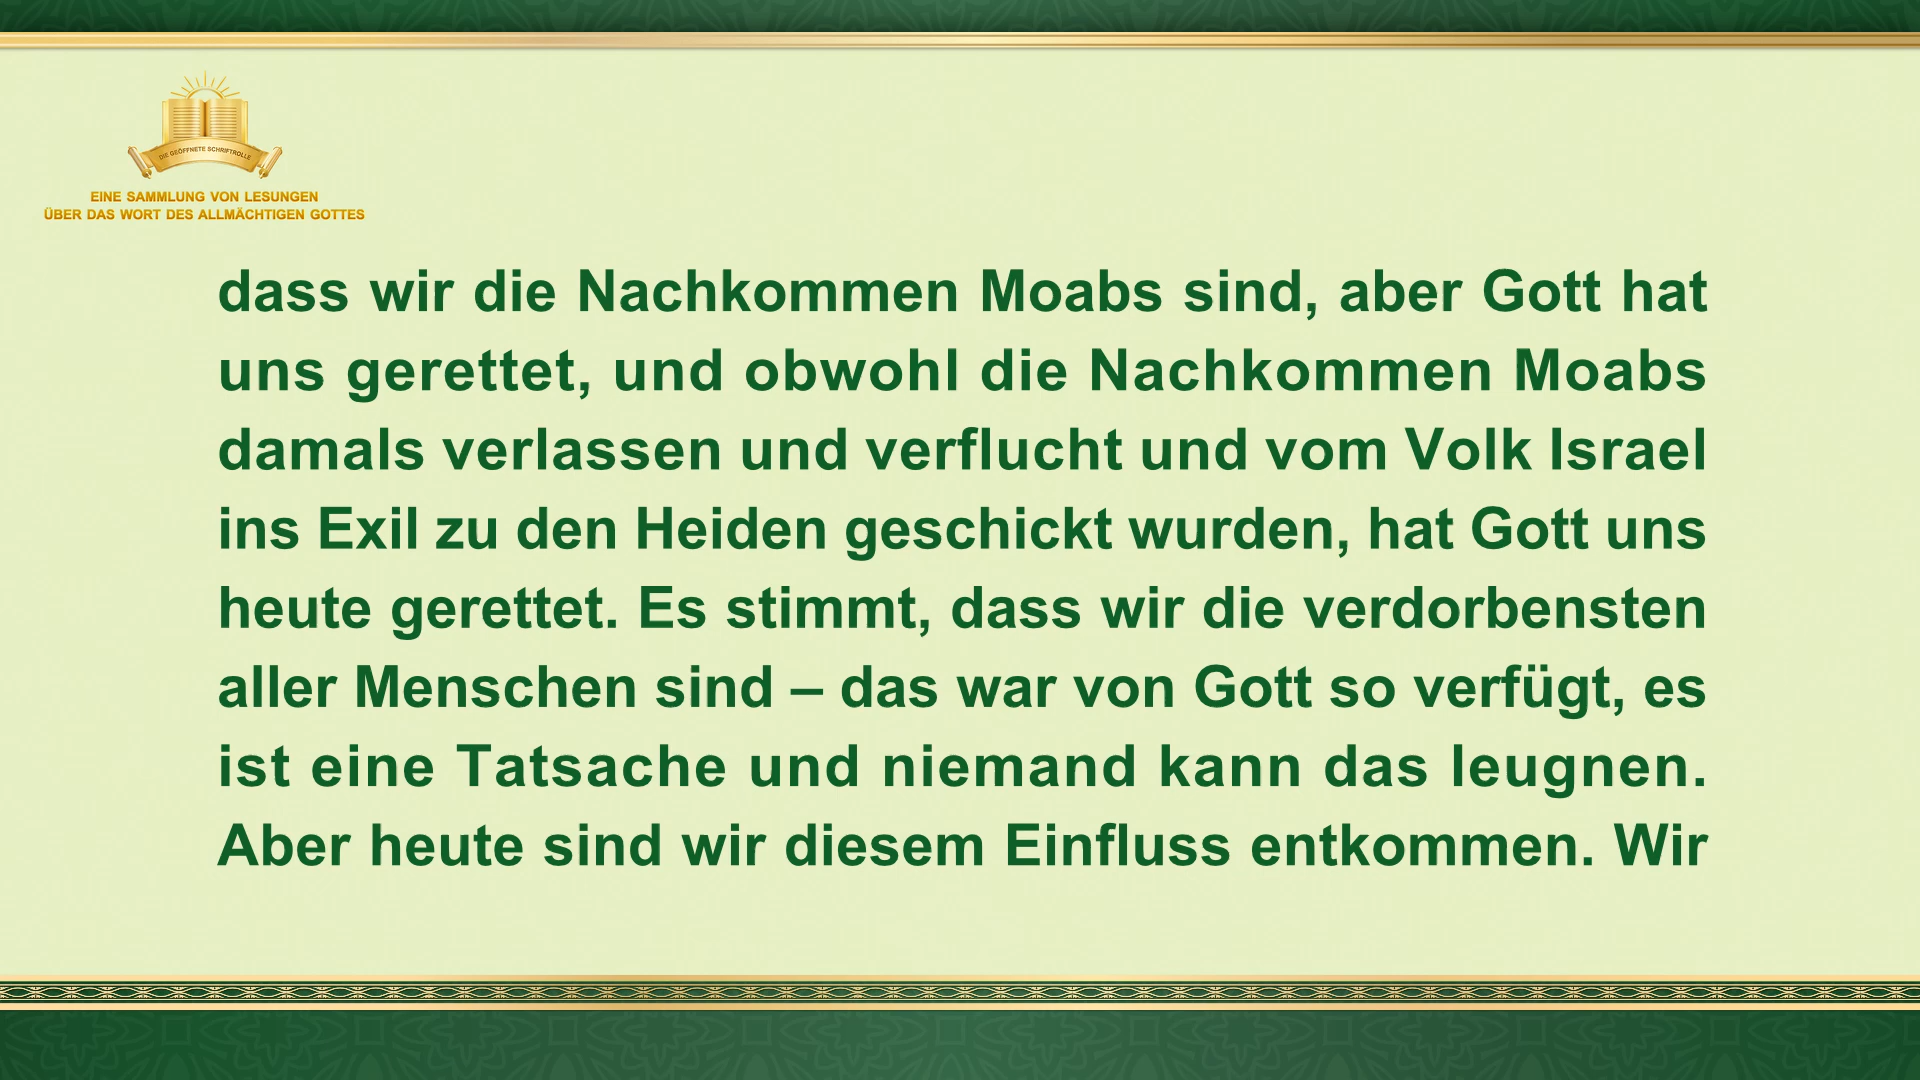 DIE GEÖFFNETE SCHRIFTROLLE
EINE SAMMLUNG VON LESUNGEN
ÜBER DAS WORT DES ALLMÄCHTIGEN GOTTES
dass wir die Nachkommen Moabs sind, aber Gott hat
uns gerettet, und obwohl die Nachkommen Moabs
damals verlassen und verflucht und vom Volk Israel
ins Exil zu den Heiden geschickt wurden, hat Gott uns
heute gerettet. Es stimmt, dass wir die verdorbensten
aller Menschen sind – das war von Gott so verfügt, es
ist eine Tatsache und niemand kann das leugnen.
Aber heute sind wir diesem Einfluss entkommen. Wir